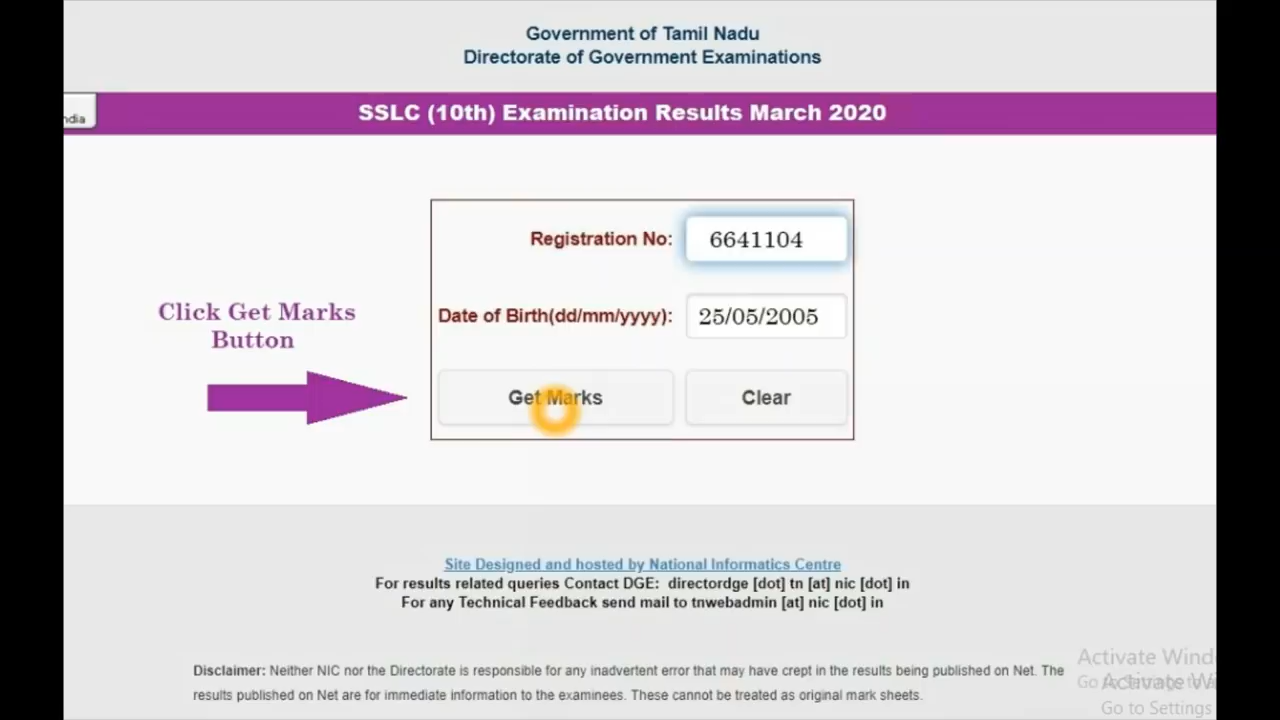 Government of Tamil Nadu
Directorate of Government Examinations
ndia
SSLC (10th) Examination Results March 2020
Registration No: 6641104
Click Get Marks
Button
Date of Birth(dd/mm/yyyy): 25/05/2005
Get Marks Clear
Site Designed and hosted by National Informatics Centre
For results related queries Contact DGE: directordge [dot] tn [at] nic [dot] in
For any Technical Feedback send mail to tnwebadmin [at] nic [dot] in
Disclaimer: Neither NIC nor the Directorate is responsible for any inadvertent error that may have crept in the results being published on Net. The
results published on Net are for immediate information to the examinees. These cannot be treated as original mark sheets.
Activate Wind
Activate Wi
Go to Settings